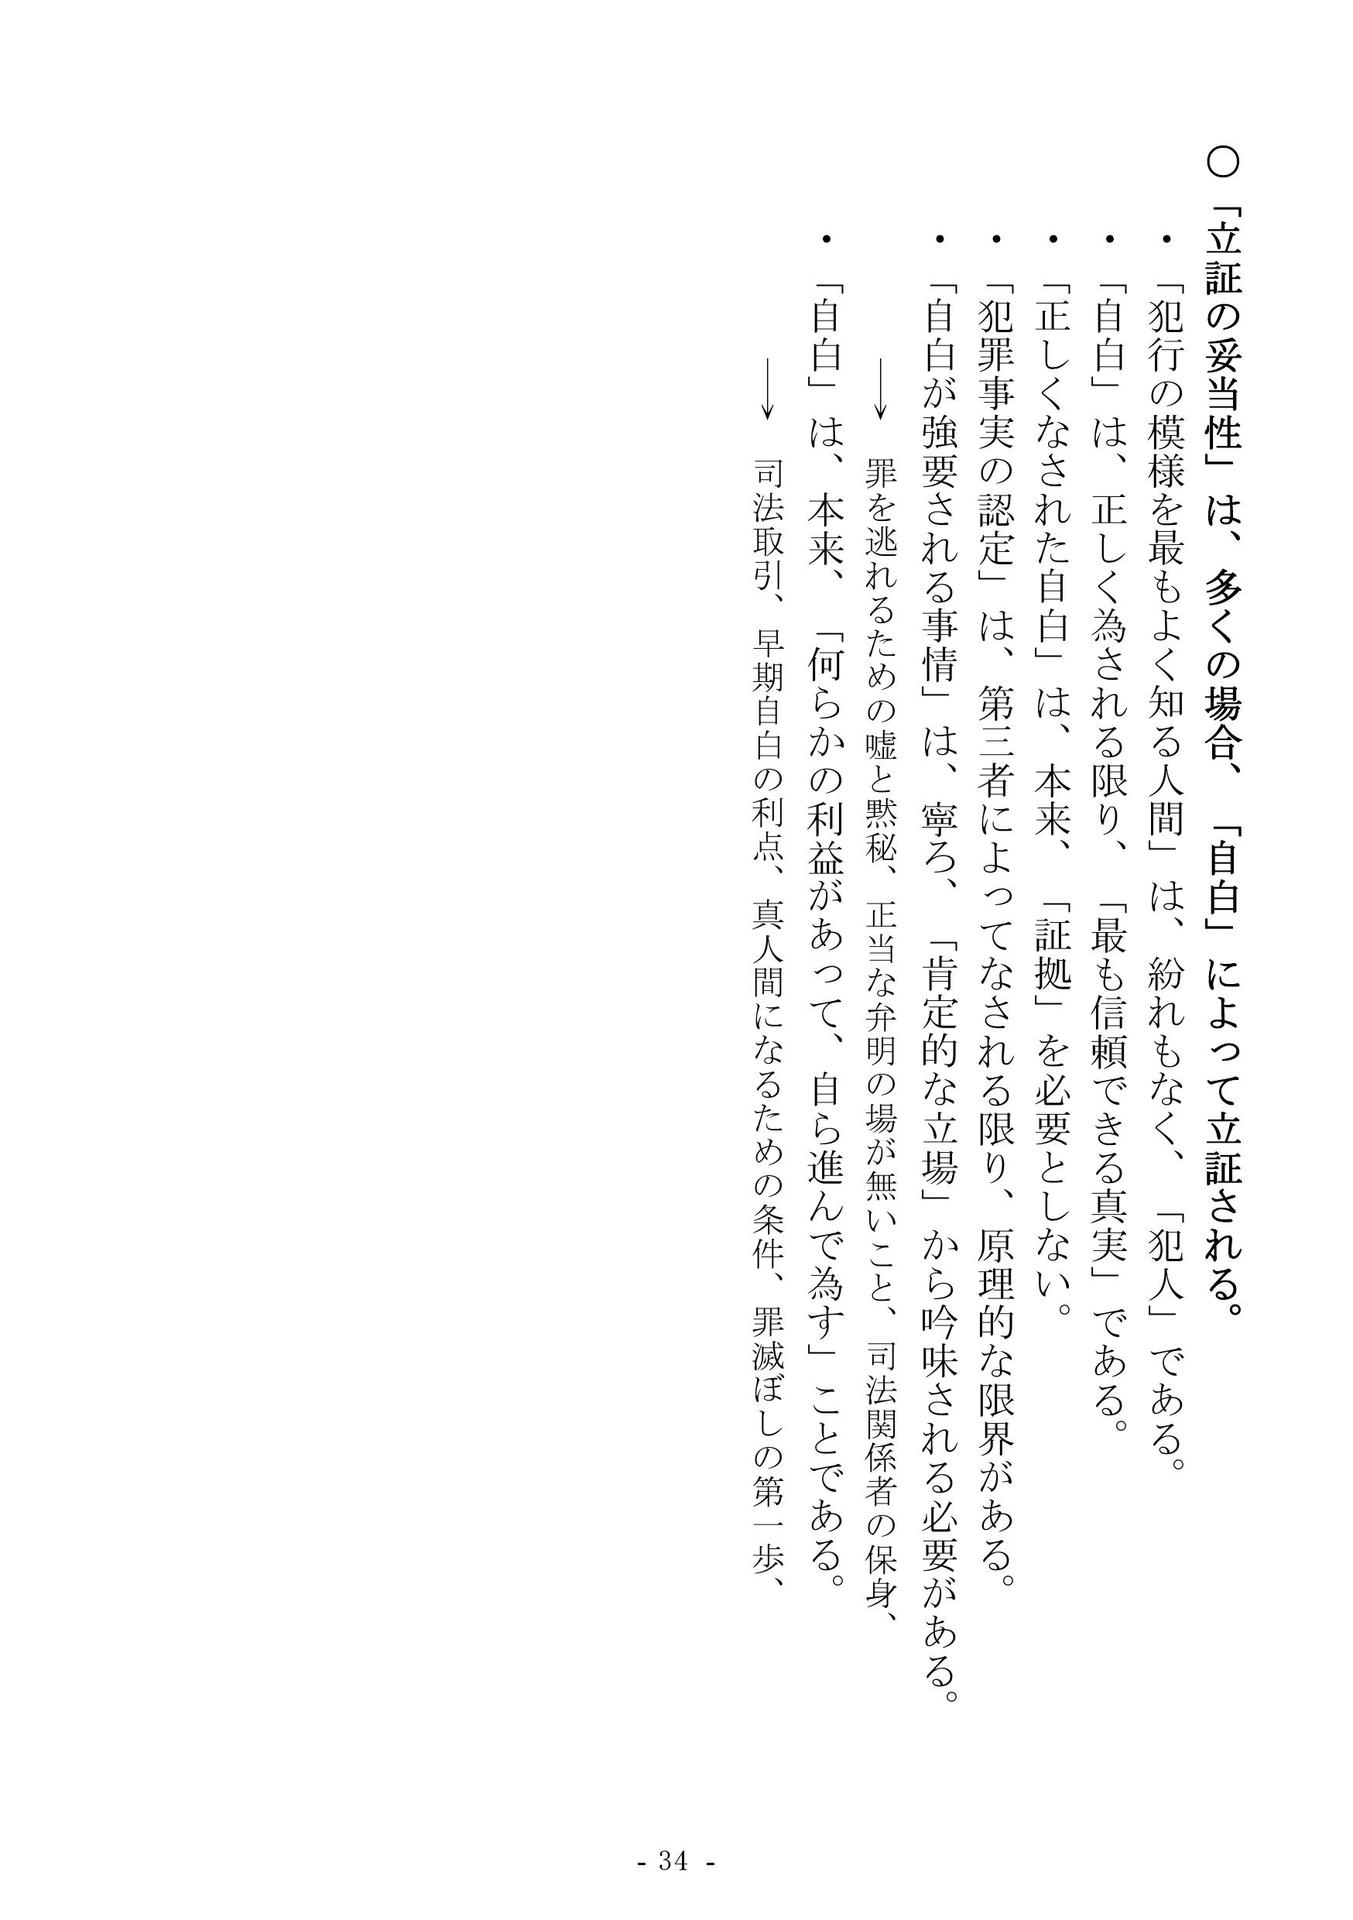 ○「立証の妥当性」は、多くの場合、「自白」によって立証される。
・「犯行の模様を最もよく知る人間」は、紛れもなく、「犯人」である。
・「自白」は、正しく為される限り、「最も信頼できる真実」である。
・「正しくなされた自白」は、本来、「証拠」を必要としない。
・「犯罪事実の認定」は、第三者によってなされる限り、原理的な限界がある。
・「自白が強要される事情」は、寧ろ、「肯定的な立場」から吟味される必要がある。
→ 罪を逃れるための嘘と黙秘、正当な弁明の場が無いこと、司法関係者の保身、
・「自白」は、本来、「何らかの利益があって、自ら進んで為す」ことである。
→ 司法取引、早期自白の利点、真人間になるための条件、罪滅ぼしの第一歩、
- 34 -